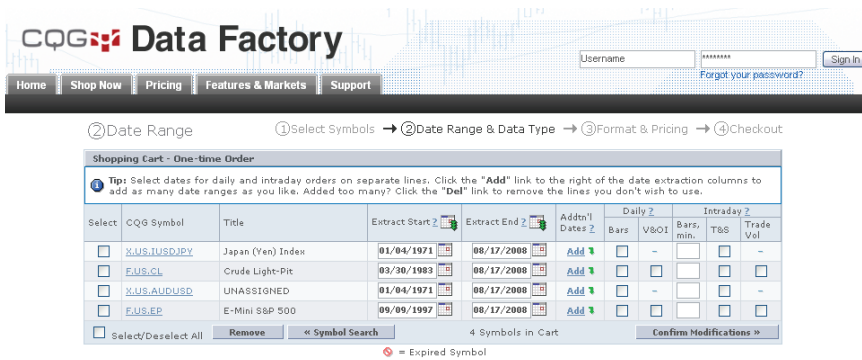 CQG Data Factory
Username ******** Sign In
Forgot your password?
Home Shop Now Pricing Features & Markets Support
②Date Range ①Select Symbols → ②Date Range & Data Type → ③Format & Pricing → ④Checkout
Shopping Cart - One-time Order
Tip: Select dates for daily and intraday orders on separate lines. Click the "Add" link to the right of the date extraction columns to
add as many date ranges as you like. Added too many? Click the "Del" link to remove the lines you don't wish to use.
Select CQG Symbol Title Extract Start ? Extract End ? Addtn'l Dates ? Daily ? Intraday ?
Bars V&OI Bars, min. T&S Trade Vol
X.US.IUSDJPY Japan (Yen) Index 01/04/1971 08/17/2008 Add - -
F.US.CL Crude Light-Pit 03/30/1983 08/17/2008 Add
X.US.AUDUSD UNASSIGNED 01/04/1971 08/17/2008 Add - -
F.US.EP E-Mini S&P 500 09/09/1997 08/17/2008 Add
Select/Deselect All Remove « Symbol Search 4 Symbols in Cart Confirm Modifications »
= Expired Symbol